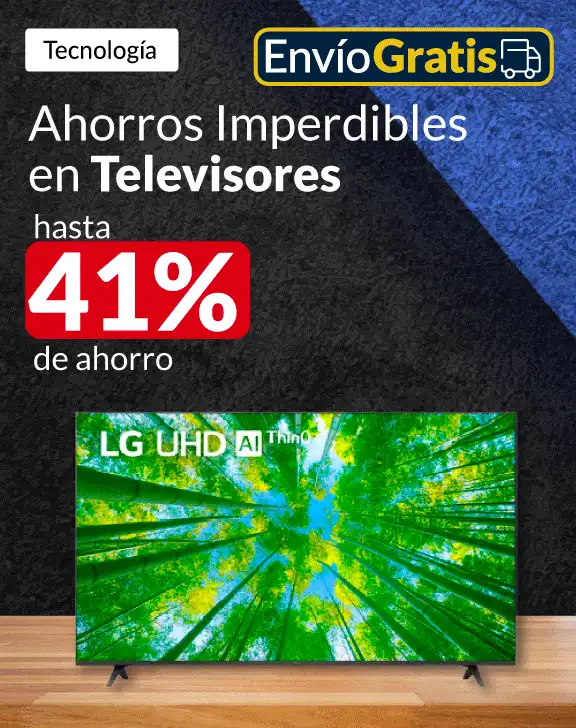 Tecnología
EnvíoGratis
Ahorros Imperdibles
en Televisores
hasta
41%
de ahorro
LG UHD AI ThinQ